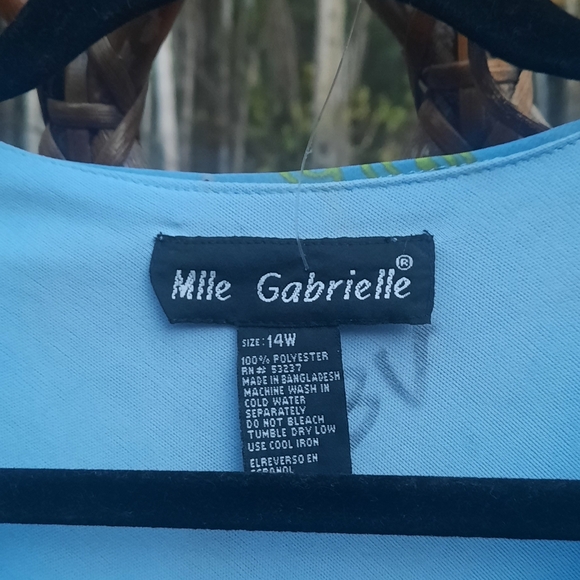 Mlle Gabrielle®
SIZE: 14W
100% POLYESTER
RN# 53237
MADE IN BANGLADESH
MACHINE WASH IN
COLD WATER
SEPARATELY
DO NOT BLEACH
TUMBLE DRY LOW
USE COOL IRON
ELREVERSO EN
ESPANOL